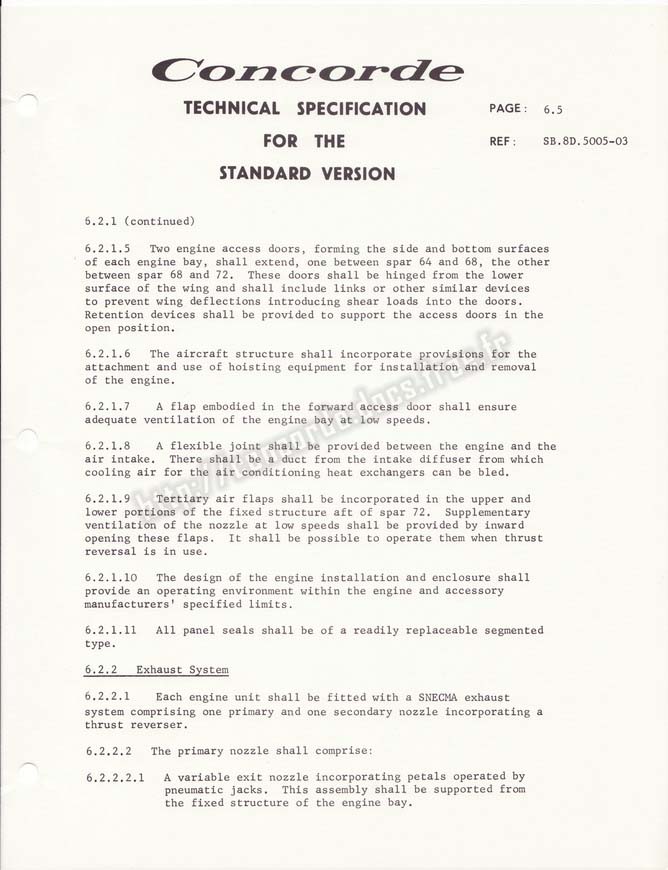 Concorde
TECHNICAL SPECIFICATION
FOR THE
STANDARD VERSION
PAGE: 6.5
REF: SB.8D.5005-03
6.2.1 (continued)
6.2.1.5 Two engine access doors, forming the side and bottom surfaces
of each engine bay, shall extend, one between spar 64 and 68, the other
between spar 68 and 72. These doors shall be hinged from the lower
surface of the wing and shall include links or other similar devices
to prevent wing deflections introducing shear loads into the doors.
Retention devices shall be provided to support the access doors in the
open position.
6.2.1.6 The aircraft structure shall incorporate provisions for the
attachment and use of hoisting equipment for installation and removal
of the engine.
6.2.1.7 A flap embodied in the forward access door shall ensure
adequate ventilation of the engine bay at low speeds.
6.2.1.8 A flexible joint shall be provided between the engine and the
air intake. There shall be a duct from the intake diffuser from which
cooling air for the air conditioning heat exchangers can be bled.
6.2.1.9 Tertiary air flaps shall be incorporated in the upper and
lower portions of the fixed structure aft of spar 72. Supplementary
ventilation of the nozzle at low speeds shall be provided by inward
opening these flaps. It shall be possible to operate them when thrust
reversal is in use.
6.2.1.10 The design of the engine installation and enclosure shall
provide an operating environment within the engine and accessory
manufacturers' specified limits.
6.2.1.11 All panel seals shall be of a readily replaceable segmented
type.
6.2.2 Exhaust System
6.2.2.1 Each engine unit shall be fitted with a SNECMA exhaust
system comprising one primary and one secondary nozzle incorporating a
thrust reverser.
6.2.2.2 The primary nozzle shall comprise:
6.2.2.2.1 A variable exit nozzle incorporating petals operated by
pneumatic jacks. This assembly shall be supported from
the fixed structure of the engine bay.
http://concordedocs.free.fr